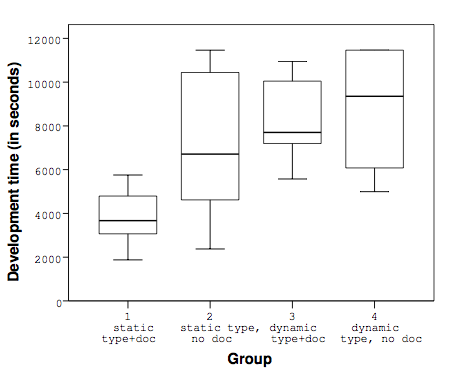 Development time (in seconds)
12000
10000
8000
6000
4000
2000
0
1 2 3 4
static static type, dynamic dynamic
type+doc no doc type+doc type, no doc
Group